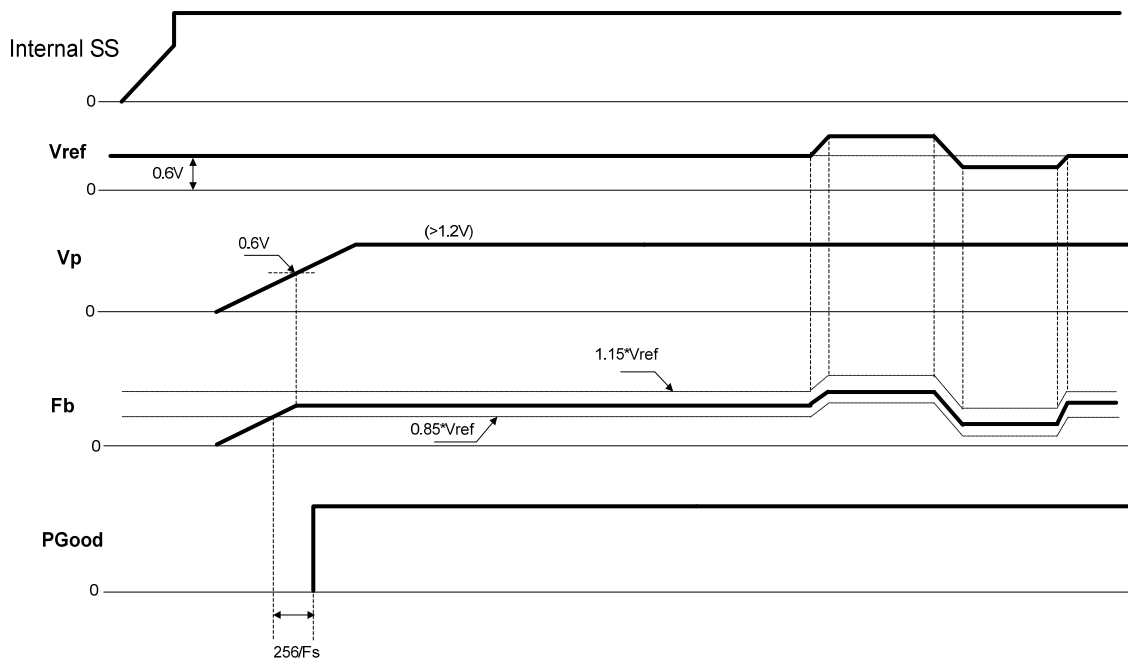 Internal SS
0
Vref
0.6V
0
0.6V
(>1.2V)
Vp
0
1.15*Vref
Fb
0.85*Vref
0
PGood
0
256/Fs